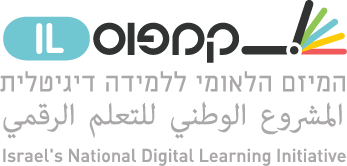 קמפוס IL
המיזם הלאומי ללמידה דיגיטלית
المشروع الوطني للتعلم الرقمي
Israel's National Digital Learning Initiative